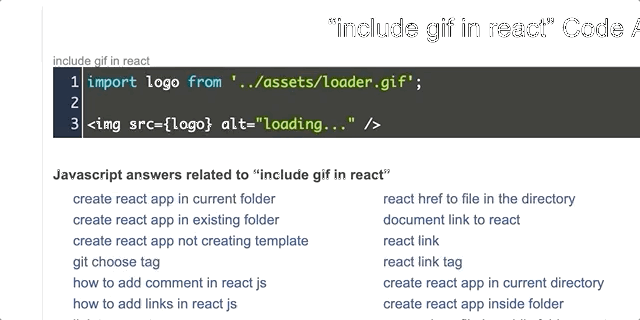 “include gif in react” Code
include gif in react
1 import logo from '../assets/loader.gif';
2
3 <img src={logo} alt="loading..." />
Javascript answers related to “include gif in react”
create react app in current folder
react href to file in the directory
create react app in existing folder
document link to react
create react app not creating template
react link
git choose tag
react link tag
how to add comment in react js
create react app in current directory
how to add links in react js
create react app inside folder